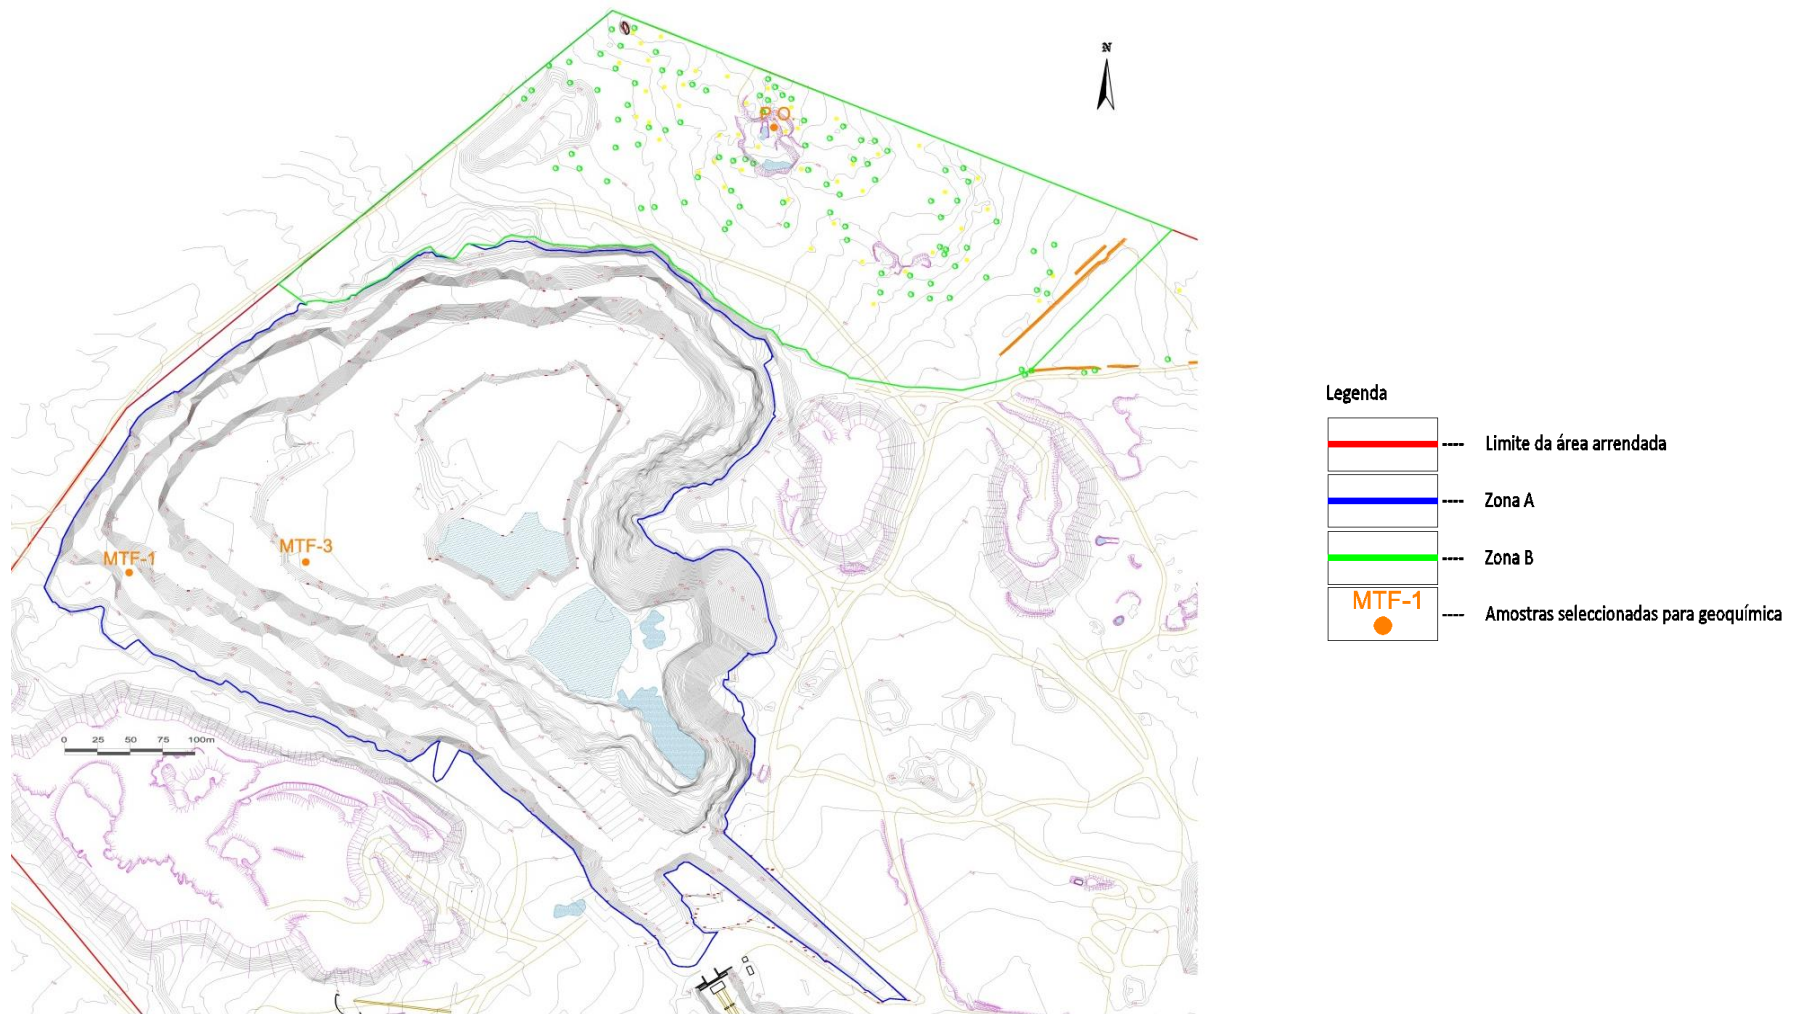 N
P O
MTF-1
MTF-3
0 25 50 75 100m
Legenda
---- Limite da área arrendada
---- Zona A
---- Zona B
MTF-1 ---- Amostras seleccionadas para geoquímica